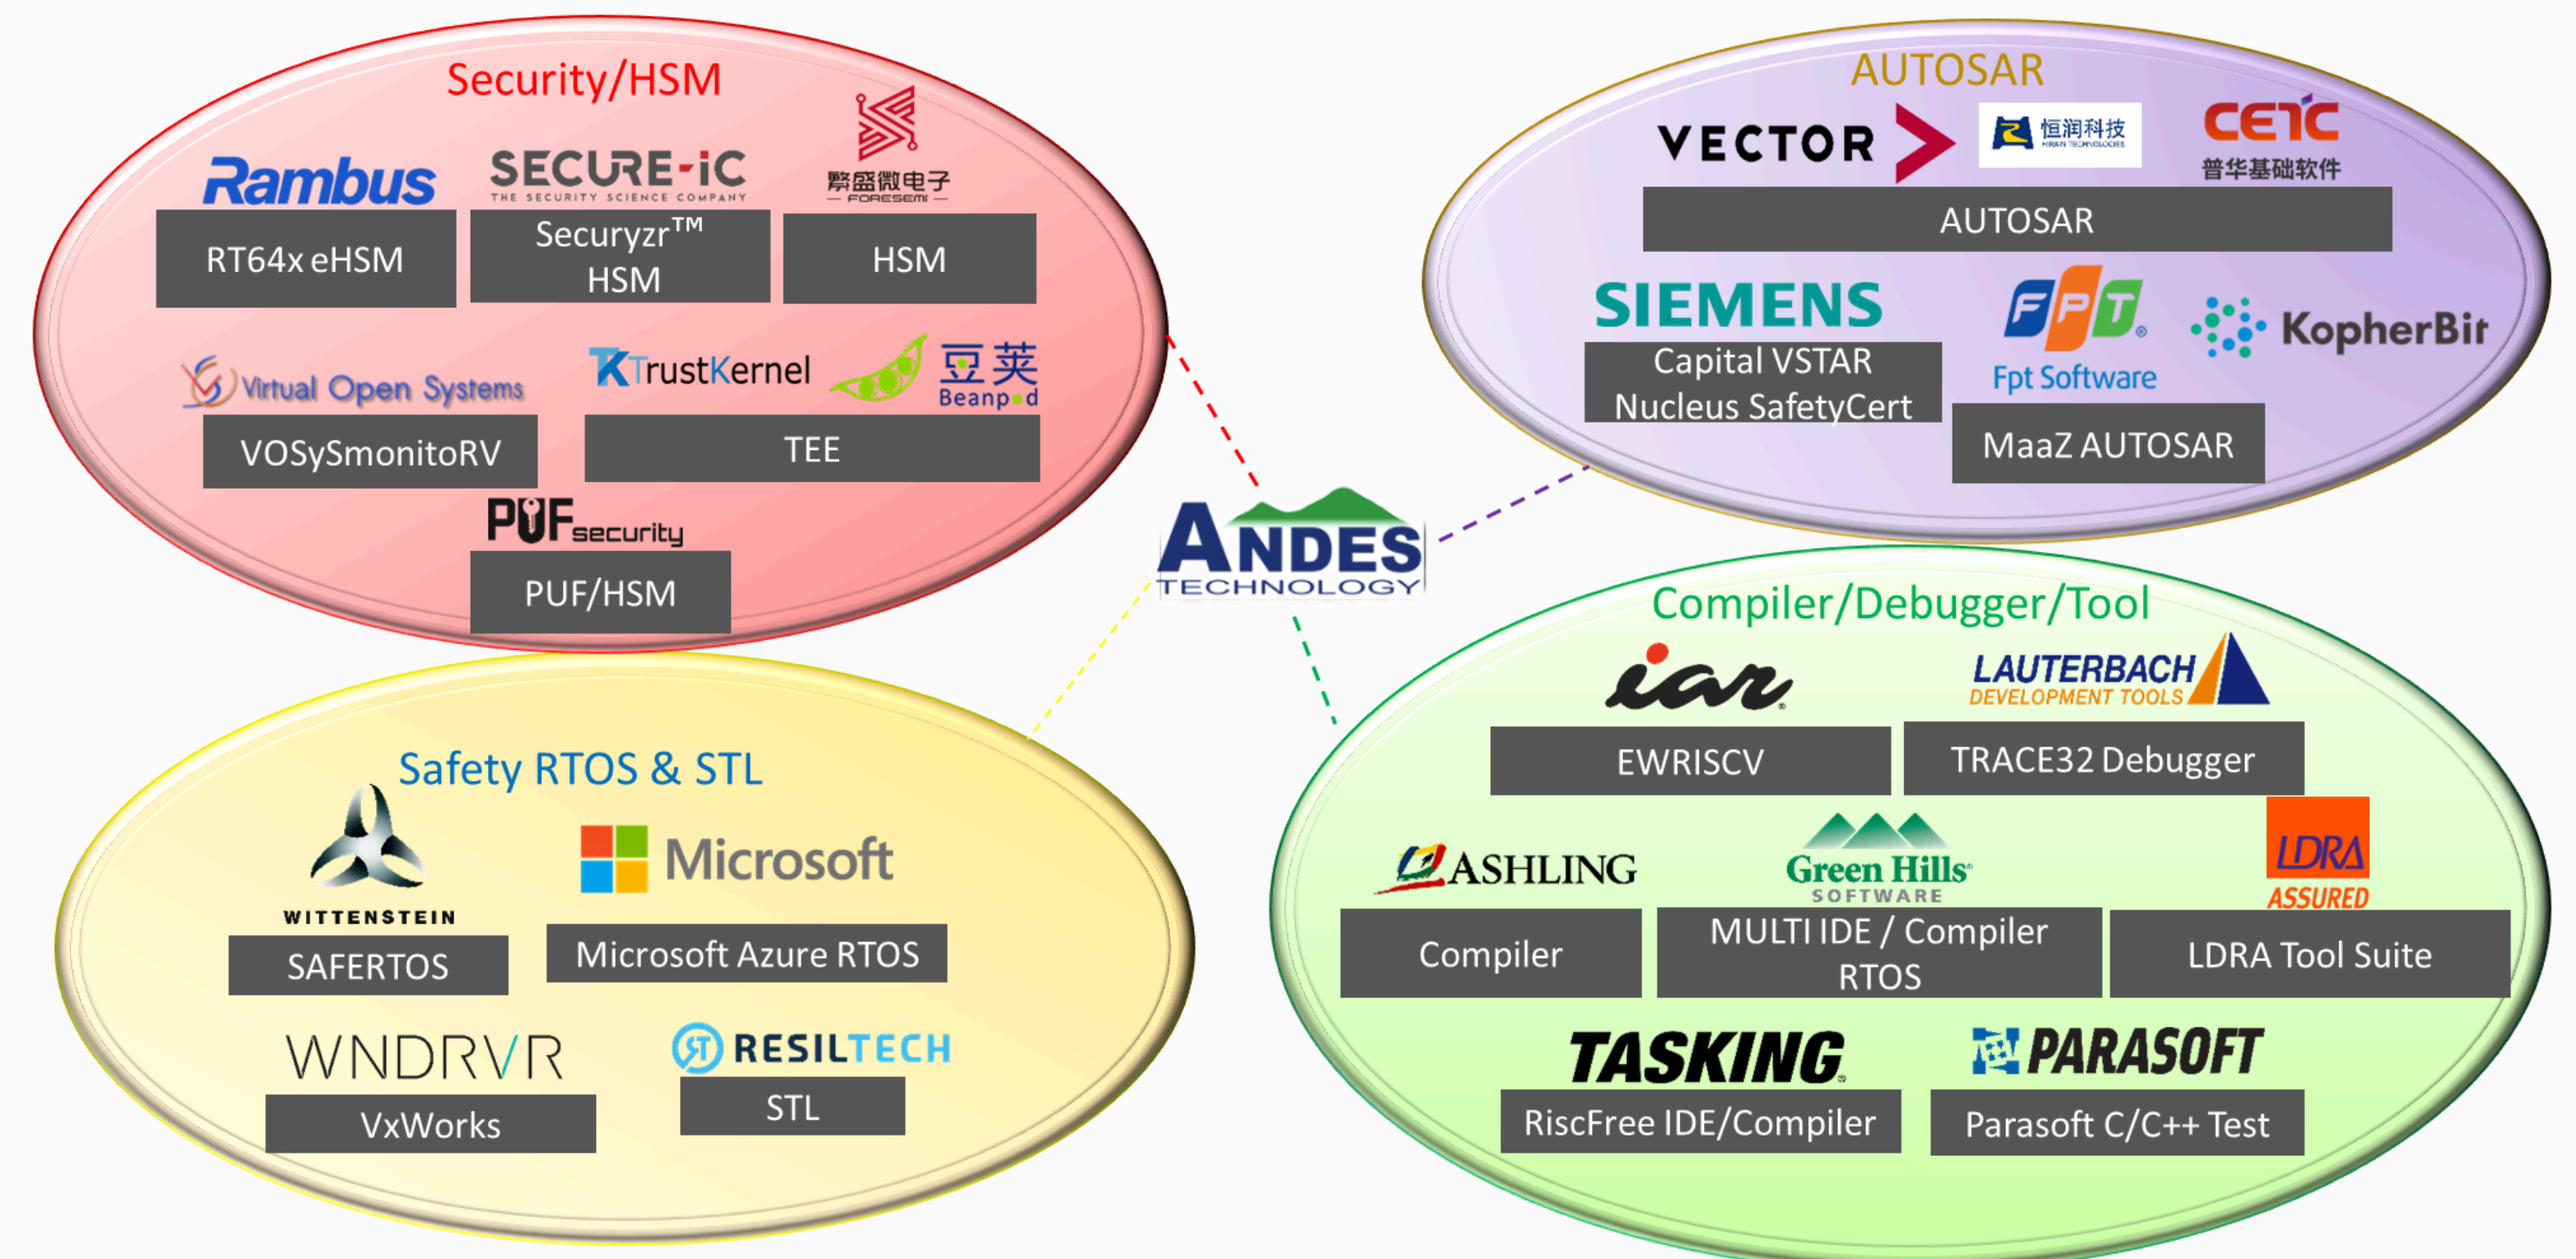 Security/HSM
Rambus
RT64x eHSM
SECURE-iC
THE SECURITY SCIENCE COMPANY
Securyzr™
HSM
繁盛微电子
FORESEMI
HSM
Virtual Open Systems
VOSySmonitoRV
TrustKernel
豆荚
Beanpod
TEE
PUFsecurity
PUF/HSM
AUTOSAR
VECTOR
恒润科技
HIRAIN TECHNOLOGIES
CETC
普华基础软件
AUTOSAR
SIEMENS
Capital VSTAR
Nucleus SafetyCert
FPT®
Fpt Software
KopherBit
MaaZ AUTOSAR
ANDES
TECHNOLOGY
Safety RTOS & STL
WITTENSTEIN
SAFERTOS
Microsoft
Microsoft Azure RTOS
WNDRVR
VxWorks
RT RESILTECH
STL
Compiler/Debugger/Tool
iar®
EWRISCV
LAUTERBACH
DEVELOPMENT TOOLS
TRACE32 Debugger
ASHLING
Compiler
Green Hills®
SOFTWARE
MULTI IDE / Compiler
RTOS
LDRA
ASSURED
LDRA Tool Suite
TASKING®
RiscFree IDE/Compiler
PARASOFT
Parasoft C/C++ Test